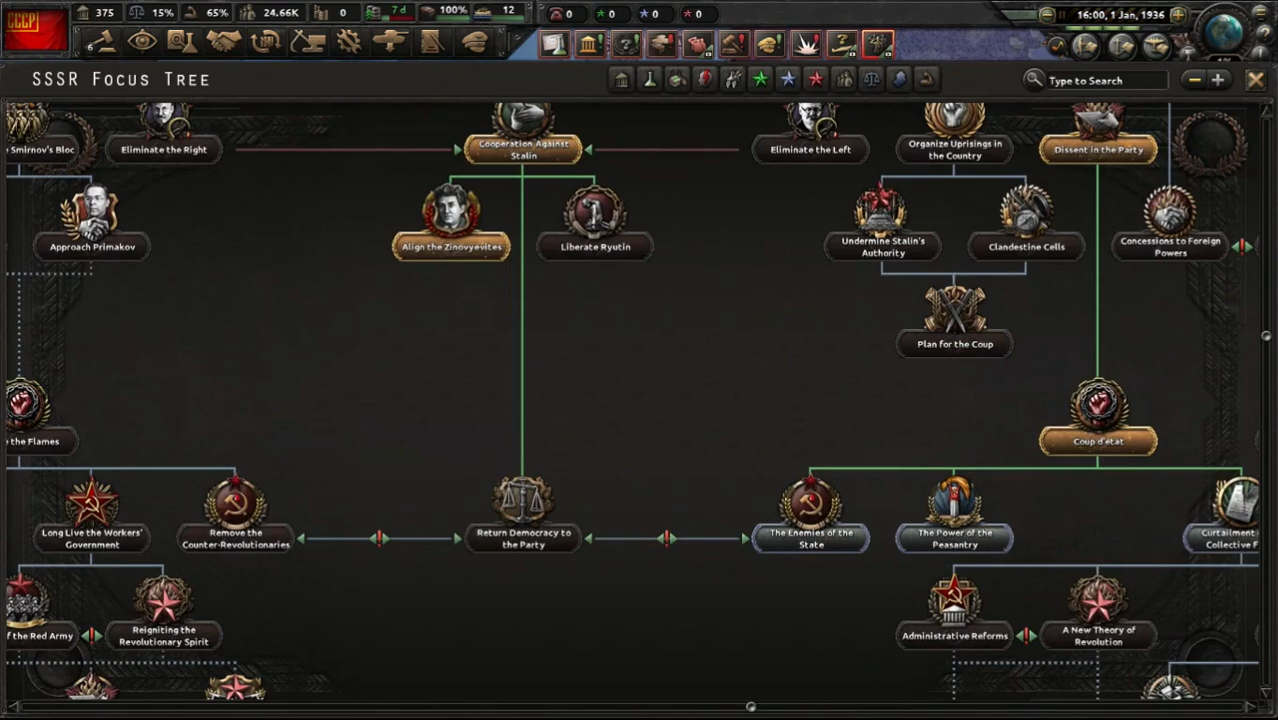 СССР
375
15%
65%
24.66K
0
7 d
100%
12
0
0
0
0
16:00, 1 Jan, 1936
6
SSSR Focus Tree
Type to Search
Smirnov's Bloc
Eliminate the Right
Cooperation Against
Stalin
Eliminate the Left
Organize Uprisings in
the Country
Dissent in the Party
Approach Primakov
Align the Zinovyevites
Liberate Ryutin
Undermine Stalin's
Authority
Clandestine Cells
Concessions to Foreign
Powers
Plan for the Coup
the Flames
Coup d'état
Long Live the Workers'
Government
Remove the
Counter-Revolutionaries
Return Democracy to
the Party
The Enemies of the
State
The Power of the
Peasantry
Curtailment
Collective F
of the Red Army
Reigniting the
Revolutionary Spirit
Administrative Reforms
A New Theory of
Revolution